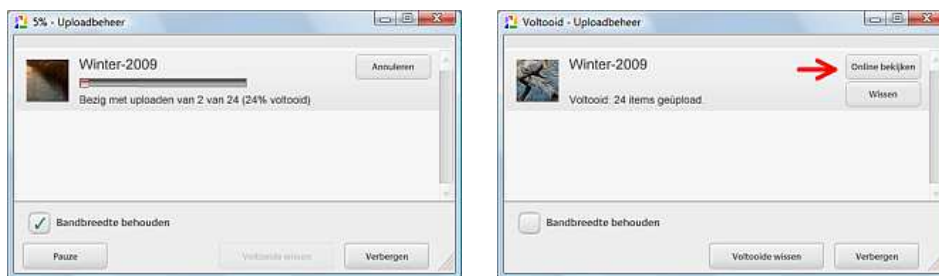 5% - Uploadbeheer
Winter-2009
Annuleren
Bezig met uploaden van 2 van 24 (24% voltooid)
Bandbreedte behouden
Pauze
Voltooide wissen
Verbergen
Voltooid - Uploadbeheer
Winter-2009
Online bekijken
Voltooid: 24 items geüpload.
Wissen
Bandbreedte behouden
Voltooide wissen
Verbergen